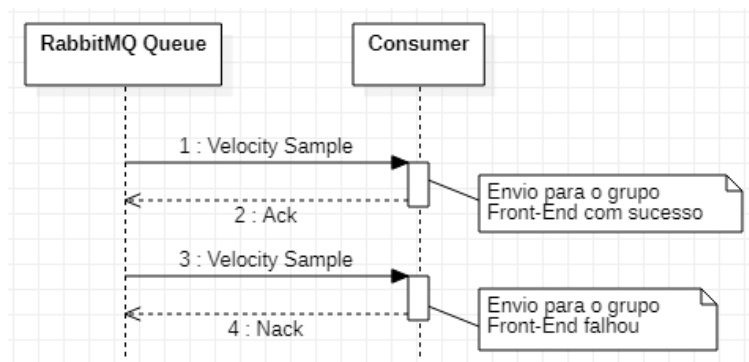 RabbitMQ Queue
Consumer
1 : Velocity Sample
Envio para o grupo
Front-End com sucesso
2 : Ack
3 : Velocity Sample
Envio para o grupo
Front-End falhou
4 : Nack